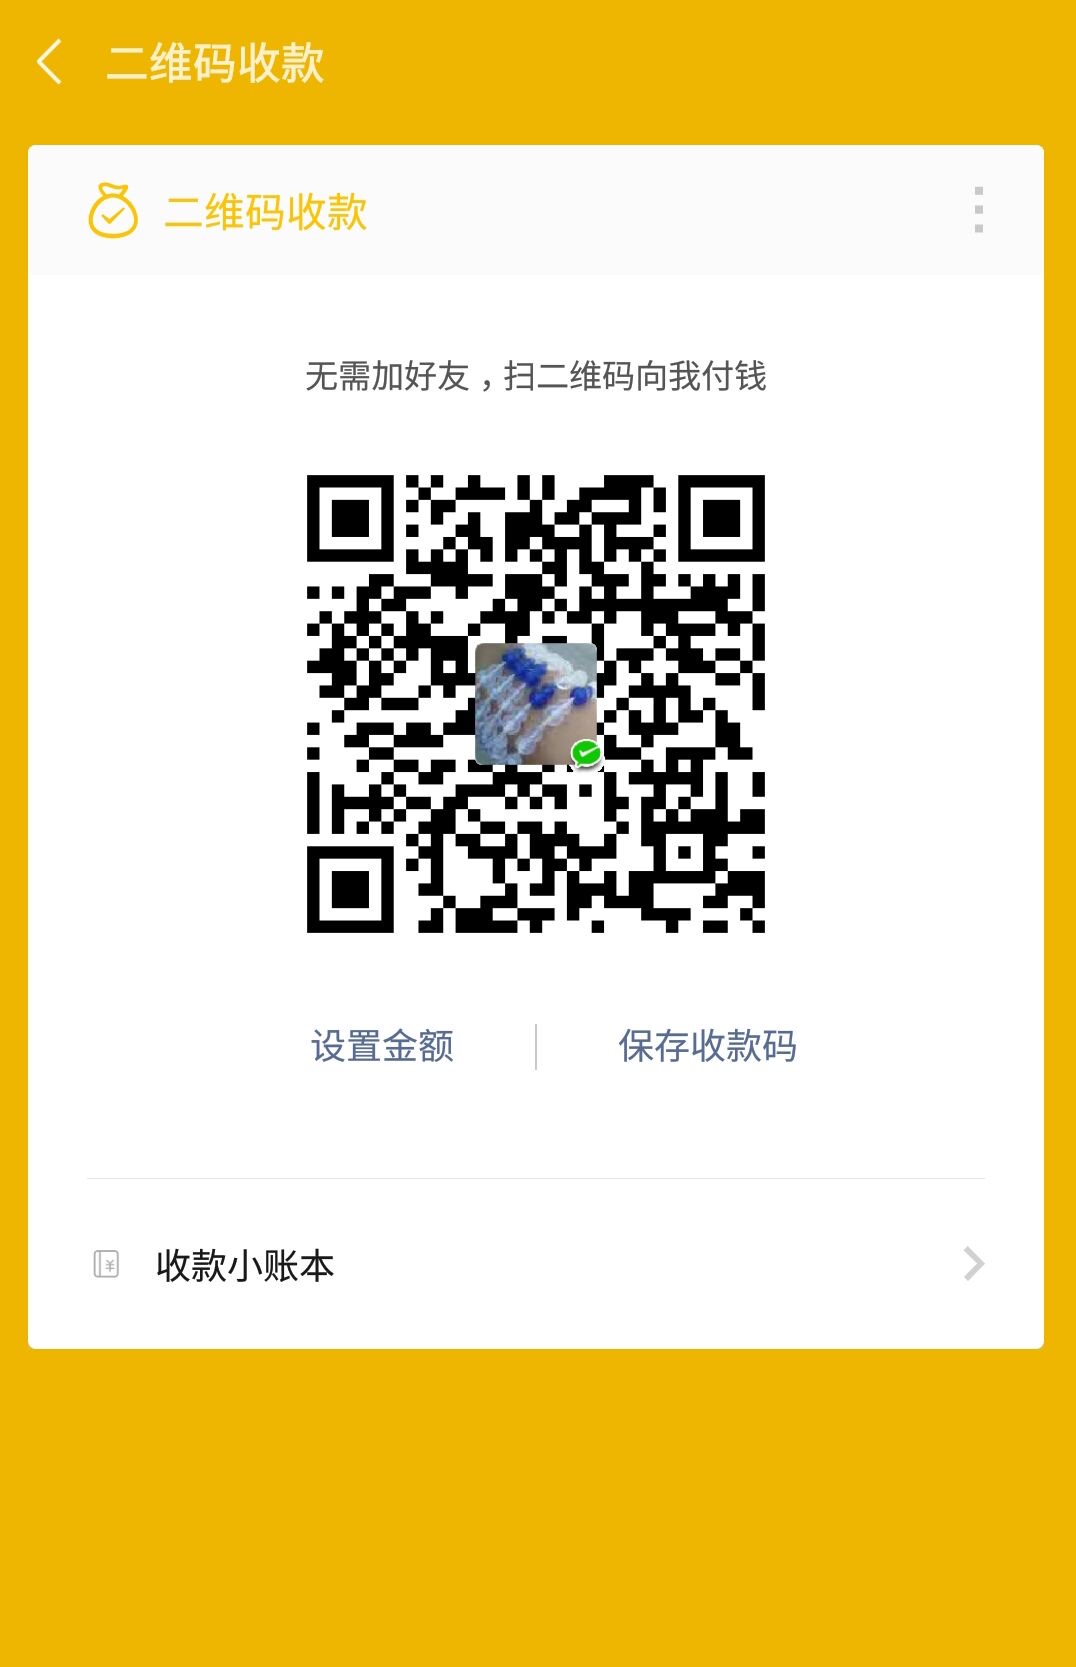 二维码收款
二维码收款
无需加好友，扫二维码向我付钱
设置金额
保存收款码
收款小账本